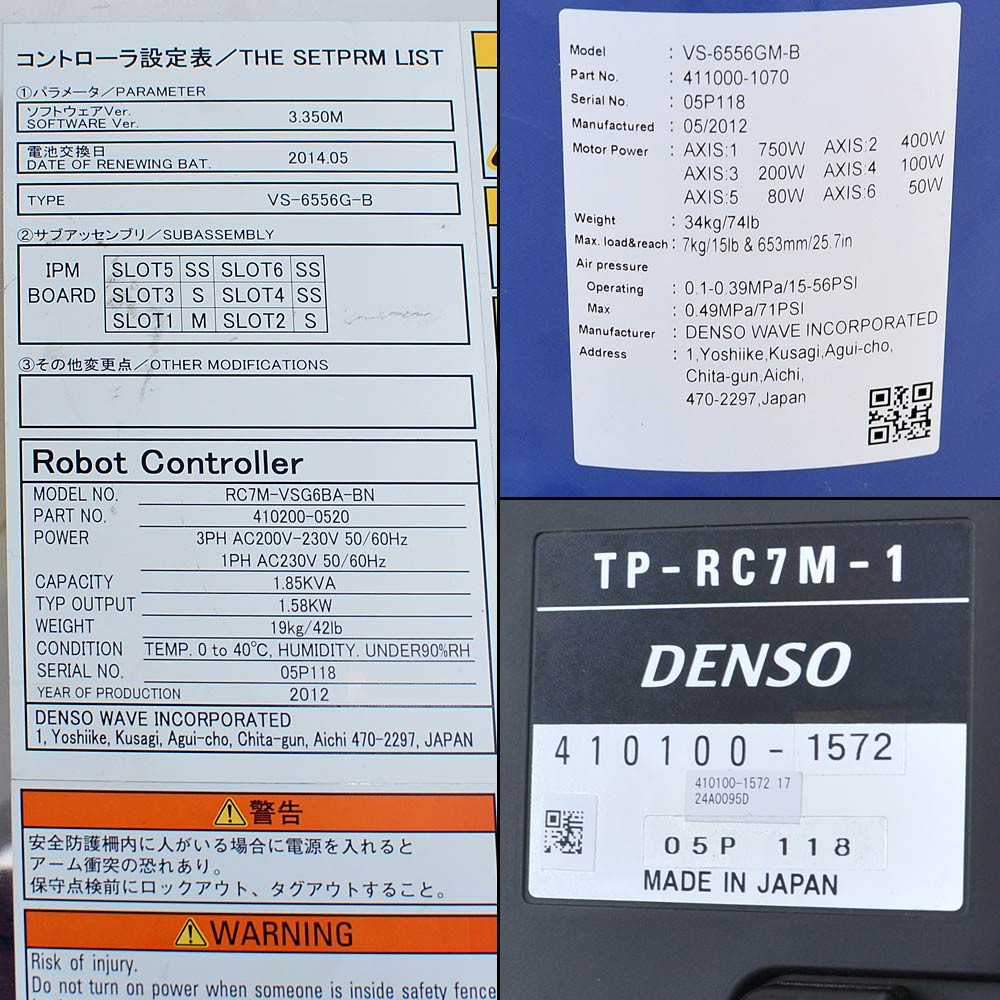 コントローラ設定表／THE SETPRM LIST
①パラメータ／PARAMETER
ソフトウェアVer.
SOFTWARE Ver. 3.350M
電池交換日
DATE OF RENEWING BAT. 2014.05
TYPE VS-6556G-B
②サブアッセンブリ／SUBASSEMBLY
IPM BOARD
SLOT5 SS SLOT6 SS
SLOT3 S SLOT4 SS
SLOT1 M SLOT2 S
③その他変更点／OTHER MODIFICATIONS
Robot Controller
MODEL NO. RC7M-VSG6BA-BN
PART NO. 410200-0520
POWER 3PH AC200V-230V 50/60Hz
1PH AC230V 50/60Hz
CAPACITY 1.85KVA
TYP OUTPUT 1.58KW
WEIGHT 19kg/42lb
CONDITION TEMP. 0 to 40℃, HUMIDITY. UNDER90%RH
SERIAL NO. 05P118
YEAR OF PRODUCTION 2012
DENSO WAVE INCORPORATED
1, Yoshiike, Kusagi, Agui-cho, Chita-gun, Aichi 470-2297, JAPAN
警告
安全防護柵内に人がいる場合に電源を入れると
アーム衝突の恐れあり。
保守点検前にロックアウト、タグアウトすること。
WARNING
Risk of injury.
Do not turn on power when someone is inside safety fence
Model : VS-6556GM-B
Part No. : 411000-1070
Serial No. : 05P118
Manufactured : 05/2012
Motor Power : AXIS:1 750W AXIS:2 400W
AXIS:3 200W AXIS:4 100W
AXIS:5 80W AXIS:6 50W
Weight : 34kg/74lb
Max. load&reach : 7kg/15lb & 653mm/25.7in
Air pressure
Operating : 0.1-0.39MPa/15-56PSI
Max : 0.49MPa/71PSI
Manufacturer : DENSO WAVE INCORPORATED
Address : 1,Yoshiike,Kusagi,Agui-cho,
Chita-gun,Aichi,
470-2297,Japan
TP-RC7M-1
DENSO
410100-1572
410100-1572 17
24A0095D
05P 118
MADE IN JAPAN